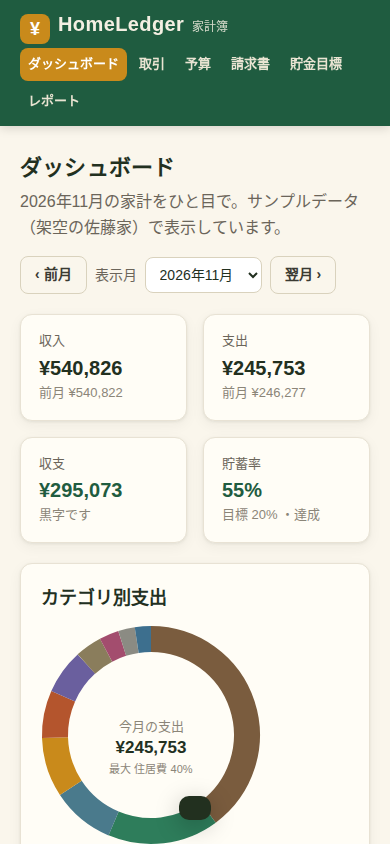 ¥ HomeLedger 家計簿
ダッシュボード 取引 予算 請求書 貯金目標
レポート
ダッシュボード
2026年11月の家計をひと目で。サンプルデータ
（架空の佐藤家）で表示しています。
‹ 前月 表示月 2026年11月 翌月 ›
収入
¥540,826
前月 ¥540,822
支出
¥245,753
前月 ¥246,277
収支
¥295,073
黒字です
貯蓄率
55%
目標 20% ・達成
カテゴリ別支出
今月の支出
¥245,753
最大 住居費 40%